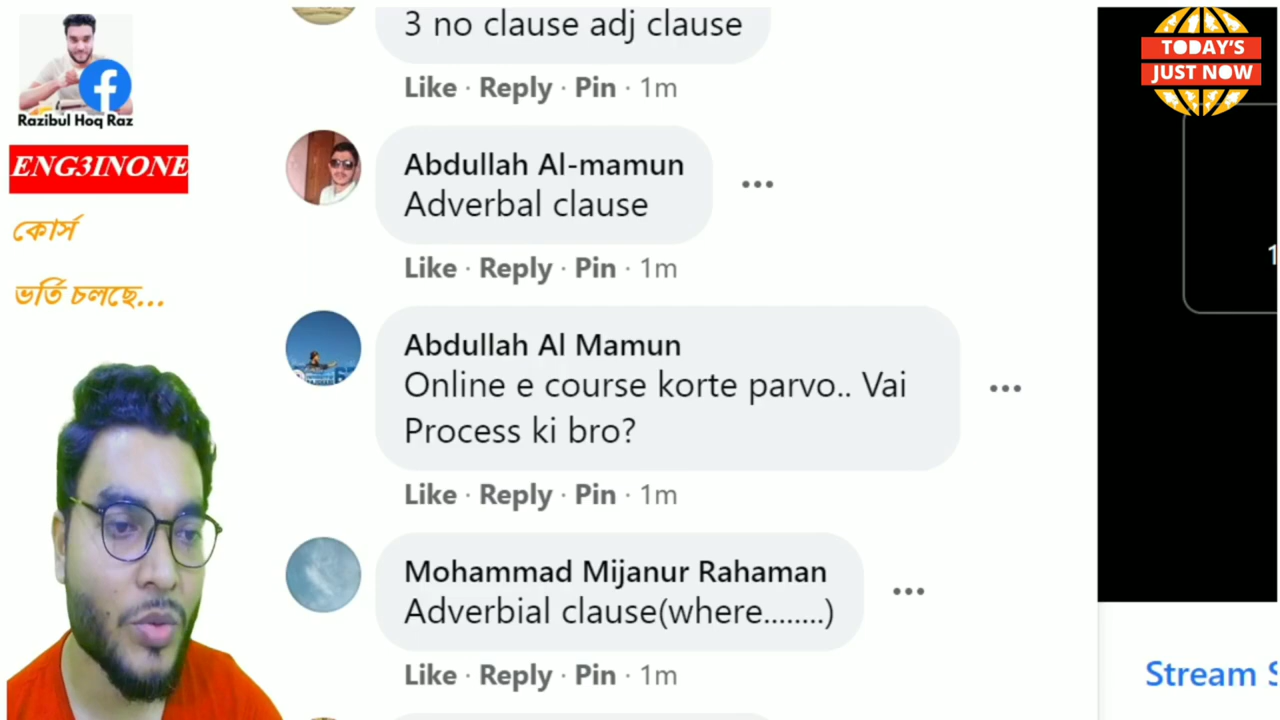 3 no clause adj clause
Like · Reply · Pin · 1m
Abdullah Al-mamun
Adverbal clause
Like · Reply · Pin · 1m
Abdullah Al Mamun
Online e course korte parvo.. Vai
Process ki bro?
Like · Reply · Pin · 1m
Mohammad Mijanur Rahaman
Adverbial clause(where........)
Like · Reply · Pin · 1m
Razibul Hoq Raz
ENG3INONE
কোর্স
ভর্তি চলছে...
TODAY'S
JUST NOW
Stream